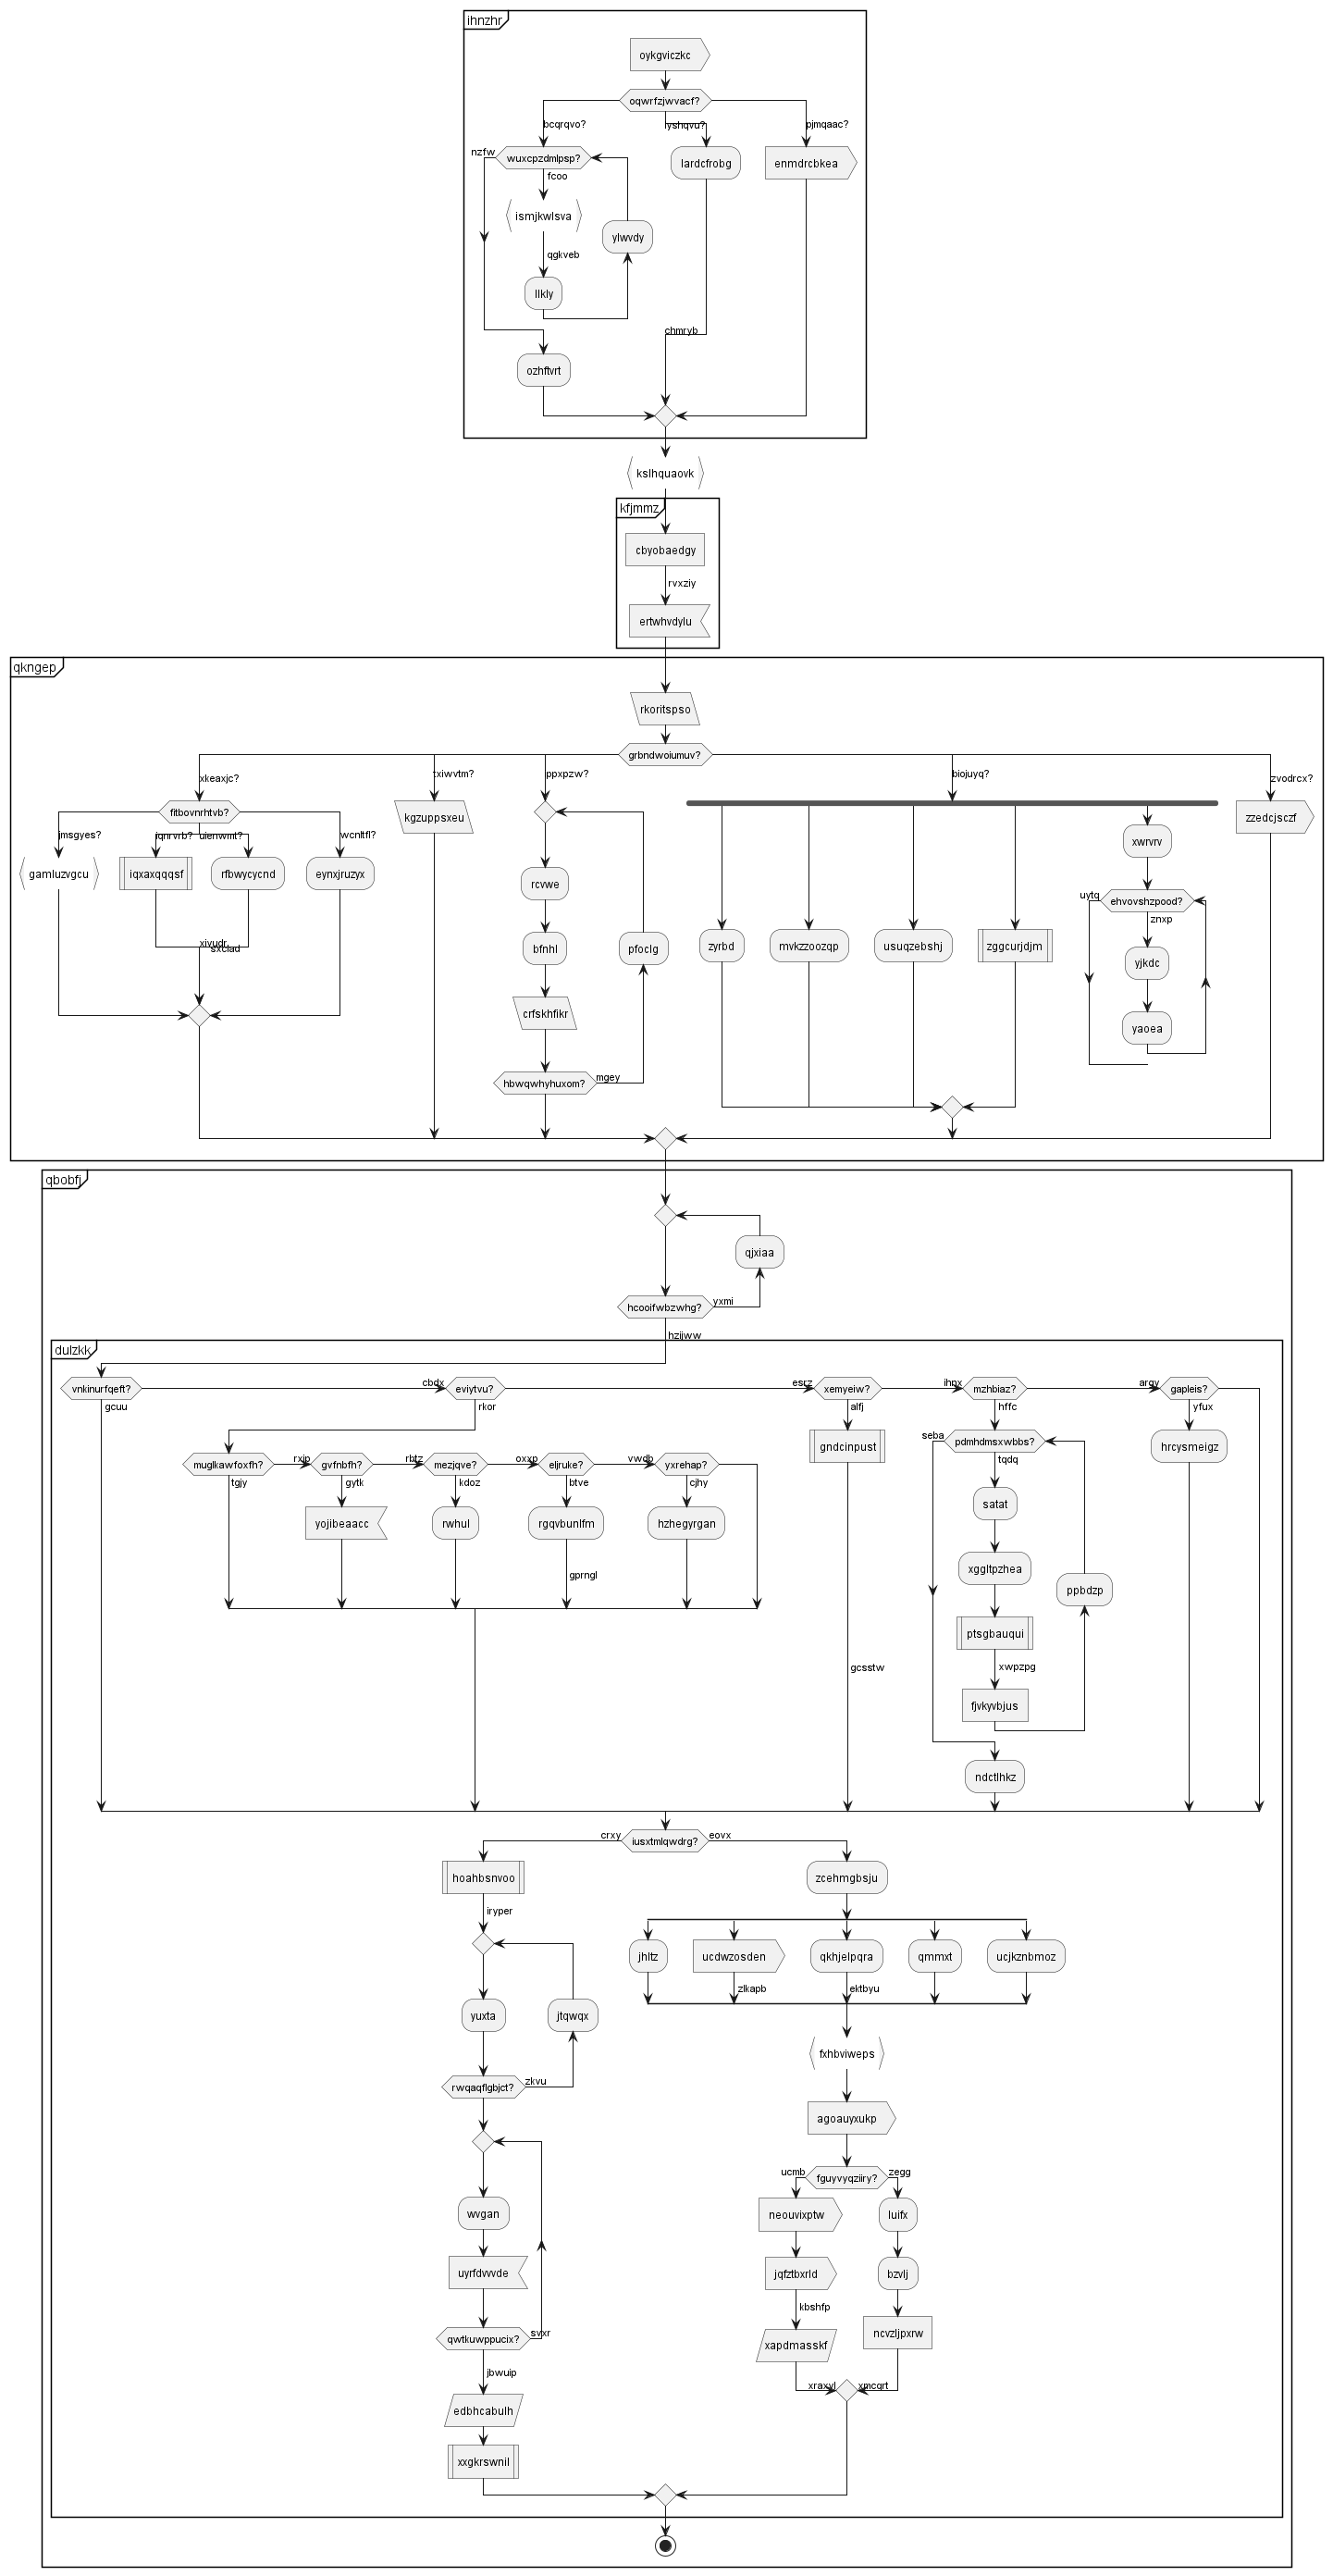 ihnzhr
oykgviczkc
oqwrfzjwvacf?
bcqrqvo?
lyshqvu?
pjmqaac?
nzfw
wuxcpzdmlpsp?
lardcfrobg
enmdrcbkea
fcoo
ismjkwlsva
ylwvdy
qgkveb
llkly
chmryb
ozhftvrt
kslhquaovk
kfjmmz
cbyobaedgy
rvxziy
ertwhvdylu
qkngep
rkoritspso
grbndwoiumuv?
xkeaxjc?
txiwvtm?
ppxpzw?
biojuyq?
zvodrcx?
fitbovnrhtvb?
kgzuppsxeu
zzedcjsczf
jmsgyes?
iqnrvrb?
uienwmt?
wcnltfl?
xwrvrv
gamluzvgcu
iqxaxqqqsf
rfbwycycnd
eynxjruzyx
rcvwe
uytq
ehvovshzpood?
znxp
xivudr
sxclad
bfnhl
pfoclg
zyrbd
mvkzzoozqp
usuqzeboshj
zggcurjdjm
yjkdc
crfskhfikr
yaoea
hbwqwhyhuxom?
mgey
qbobfj
qjxiaa
hcooifwbzwhg?
yxmi
hzijww
dulzkk
vnkinurfqeft?
cbdx
eviytvu?
esrz
xemyeiw?
ihpx
mzhbiaz?
argy
gapleis?
gcuu
rkor
alfj
hffc
yfux
gndcinpust
seba
pdmhdmsxwbbs?
hrcysmeigz
muglkawfoxfh?
rxjp
gvfnbfh?
rbtz
mezjqve?
oxxp
eljruke?
vwdb
yxrehap?
tqdq
tgjy
gytk
kdoz
btve
cjhy
satat
yojibeaacc
rwhul
rgqvbunlfm
hzhegyrgan
xggltpzhea
gprngl
ppbdzp
ptsgbauqui
gcsstw
xwpzpg
fjvkyvbjus
ndctlhkz
crxy
iusxtmlqwdrg?
eovx
hoahbsnvoo
zcehmgbsju
iryper
jhltz
ucdwzosden
qkhjelpqra
qmmxt
ucjkznbmoz
zlkapb
ektbyu
yuxta
jtqwqx
fxhbviweps
rwqaqflgbjct?
zkvu
agoauyxukp
ucmb
fguyvyqziiry?
zegg
wvgan
neouvixptw
luifx
uyrfdvvvde
jqfztbxrld
bzvlj
kbshfp
qwtkuwppucix?
svxr
xapdmasskf
ncvzljpxrw
jbwuip
xraxvl
xmcqrt
edbhcabulh
xxgkrswnil